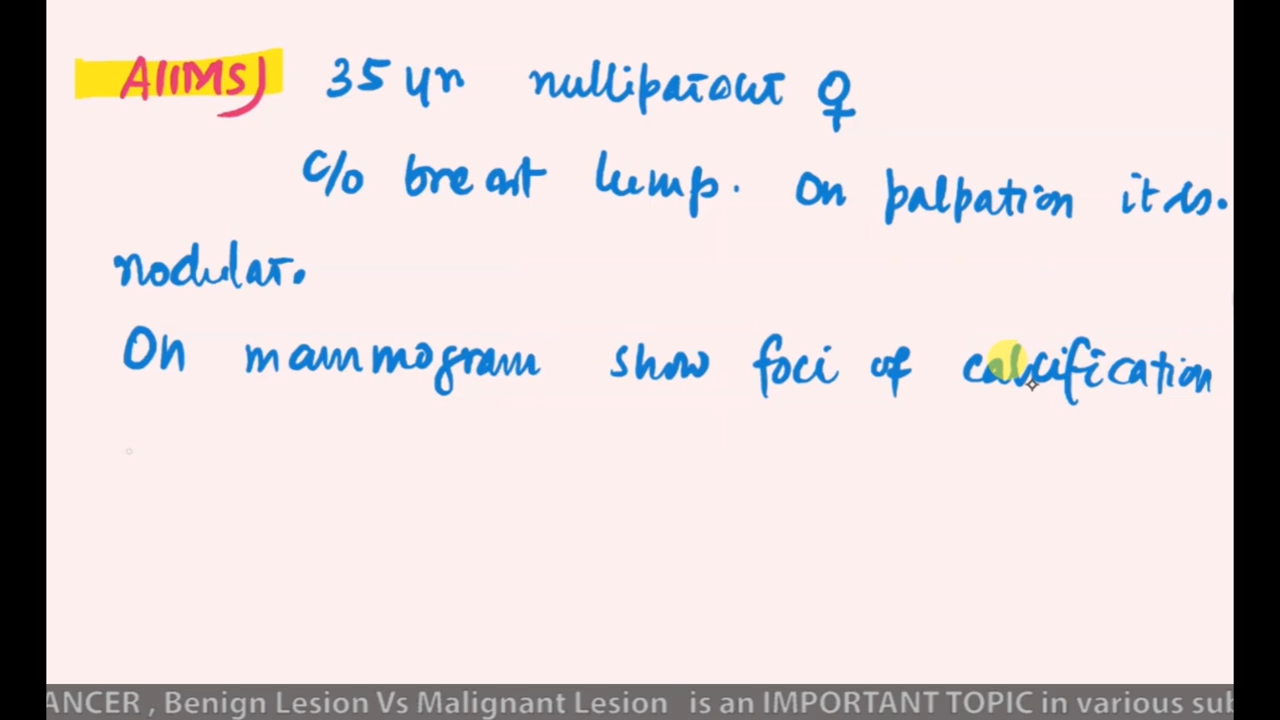 AIIMS) 35 yr nulliparous ♀
c/o breast lump. On palpation it is.
nodular.
On mammogram show foci of calcification
ANCER , Benign Lesion Vs Malignant Lesion is an IMPORTANT TOPIC in various sub